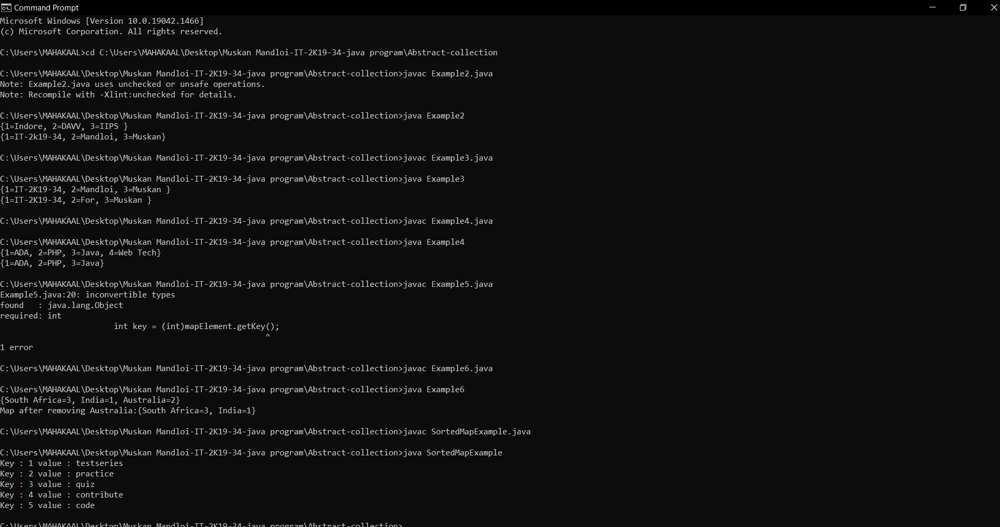 Command Prompt
Microsoft Windows [Version 10.0.19042.1466]
(c) Microsoft Corporation. All rights reserved.
C:\Users\MAHAKAAL>cd C:\Users\MAHAKAAL\Desktop\Muskan Mandloi-IT-2K19-34-java program\Abstract-collection
C:\Users\MAHAKAAL\Desktop\Muskan Mandloi-IT-2K19-34-java program\Abstract-collection>javac Example2.java
Note: Example2.java uses unchecked or unsafe operations.
Note: Recompile with -Xlint:unchecked for details.
C:\Users\MAHAKAAL\Desktop\Muskan Mandloi-IT-2K19-34-java program\Abstract-collection>java Example2
{1=Indore, 2=DAVV, 3=IIPS }
{1=IT-2k19-34, 2=Mandloi, 3=Muskan}
C:\Users\MAHAKAAL\Desktop\Muskan Mandloi-IT-2K19-34-java program\Abstract-collection>javac Example3.java
C:\Users\MAHAKAAL\Desktop\Muskan Mandloi-IT-2K19-34-java program\Abstract-collection>java Example3
{1=IT-2K19-34, 2=Mandloi, 3=Muskan }
{1=IT-2K19-34, 2=For, 3=Muskan }
C:\Users\MAHAKAAL\Desktop\Muskan Mandloi-IT-2K19-34-java program\Abstract-collection>javac Example4.java
C:\Users\MAHAKAAL\Desktop\Muskan Mandloi-IT-2K19-34-java program\Abstract-collection>java Example4
{1=ADA, 2=PHP, 3=Java, 4=Web Tech}
{1=ADA, 2=PHP, 3=Java}
C:\Users\MAHAKAAL\Desktop\Muskan Mandloi-IT-2K19-34-java program\Abstract-collection>javac Example5.java
Example5.java:20: inconvertible types
found   : java.lang.Object
required: int
                        int key = (int)mapElement.getKey();
                                                        ^
1 error
C:\Users\MAHAKAAL\Desktop\Muskan Mandloi-IT-2K19-34-java program\Abstract-collection>javac Example6.java
C:\Users\MAHAKAAL\Desktop\Muskan Mandloi-IT-2K19-34-java program\Abstract-collection>java Example6
{South Africa=3, India=1, Australia=2}
Map after removing Australia:{South Africa=3, India=1}
C:\Users\MAHAKAAL\Desktop\Muskan Mandloi-IT-2K19-34-java program\Abstract-collection>javac SortedMapExample.java
C:\Users\MAHAKAAL\Desktop\Muskan Mandloi-IT-2K19-34-java program\Abstract-collection>java SortedMapExample
Key : 1 value : testseries
Key : 2 value : practice
Key : 3 value : quiz
Key : 4 value : contribute
Key : 5 value : code
C:\Users\MAHAKAAL\Desktop\Muskan Mandloi-IT-2K19-34-java program\Abstract-collection>